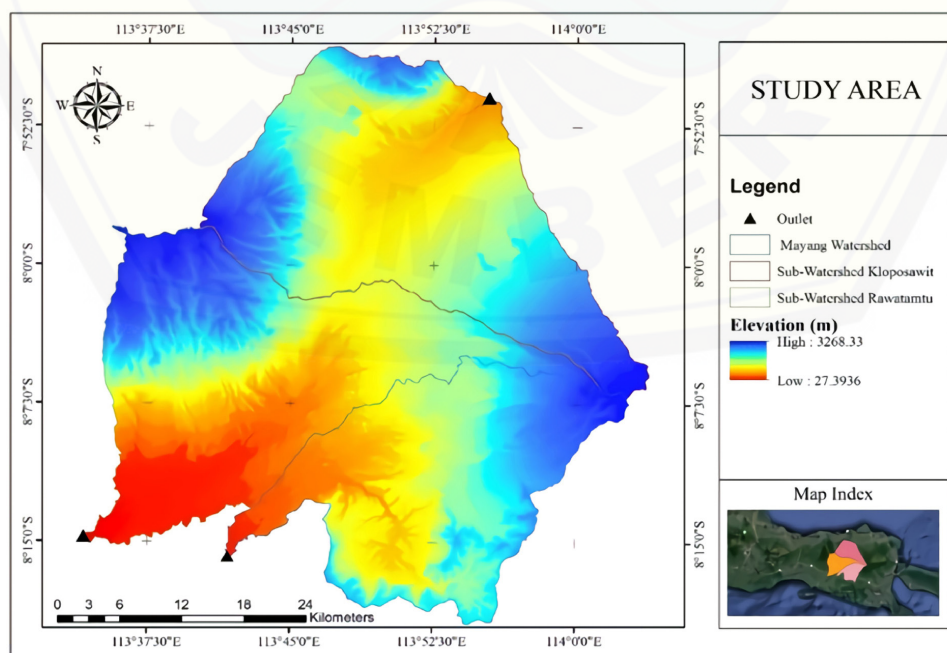 113°37'30"E 113°45'0"E 113°52'30"E 114°0'0"E
N
W E
S
7°52'30"S 7°52'30"S
8°0'0"S 8°0'0"S
8°7'30"S 8°7'30"S
8°15'0"S 8°15'0"S
0 3 6 12 18 24
Kilometers
113°37'30"E 113°45'0"E 113°52'30"E 114°0'0"E
STUDY AREA
Legend
Outlet
Mayang Watershed
Sub-Watershed Kloposawit
Sub-Watershed Rawatamtu
Elevation (m)
High : 3268.33
Low : 27.3936
Map Index
JEMBER